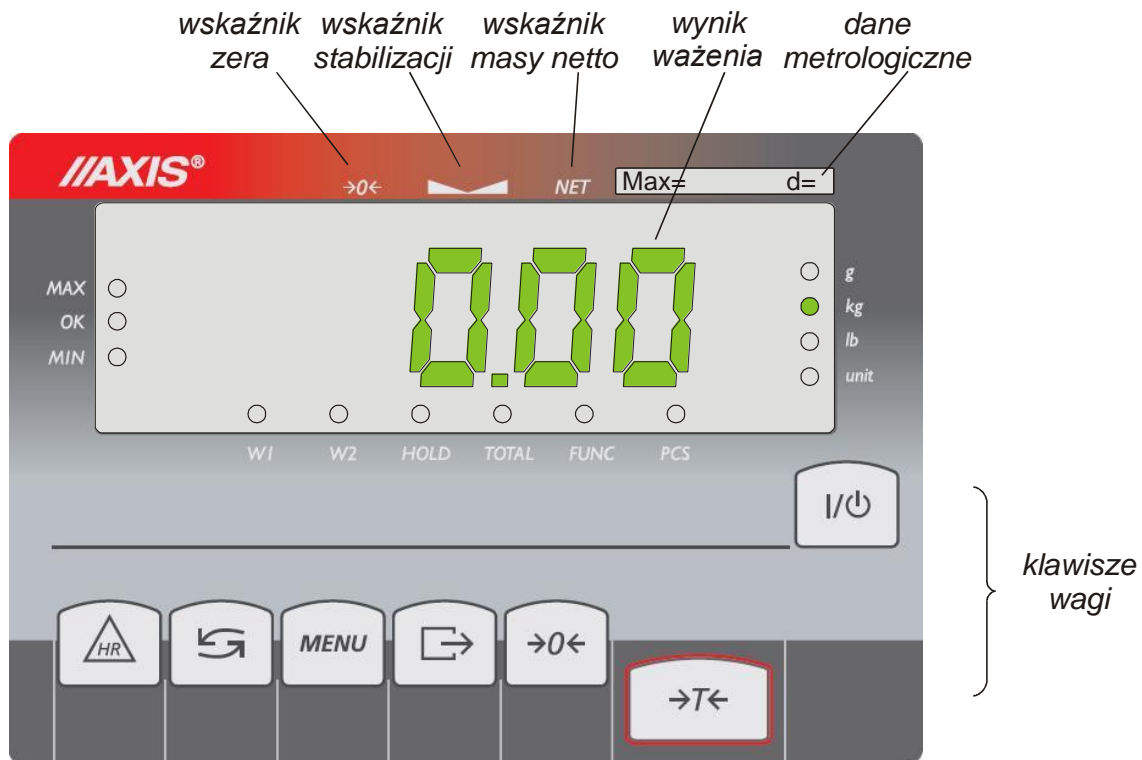 wskaźnik zera
wskaźnik stabilizacji
wskaźnik masy netto
wynik ważenia
dane metrologiczne
//AXIS®
→0←
NET
Max= d=
MAX
OK
MIN
0.00
g
kg
lb
unit
W1 W2 HOLD TOTAL FUNC PCS
I/⏻
klawisze
wagi
HR
MENU
→0←
→T←